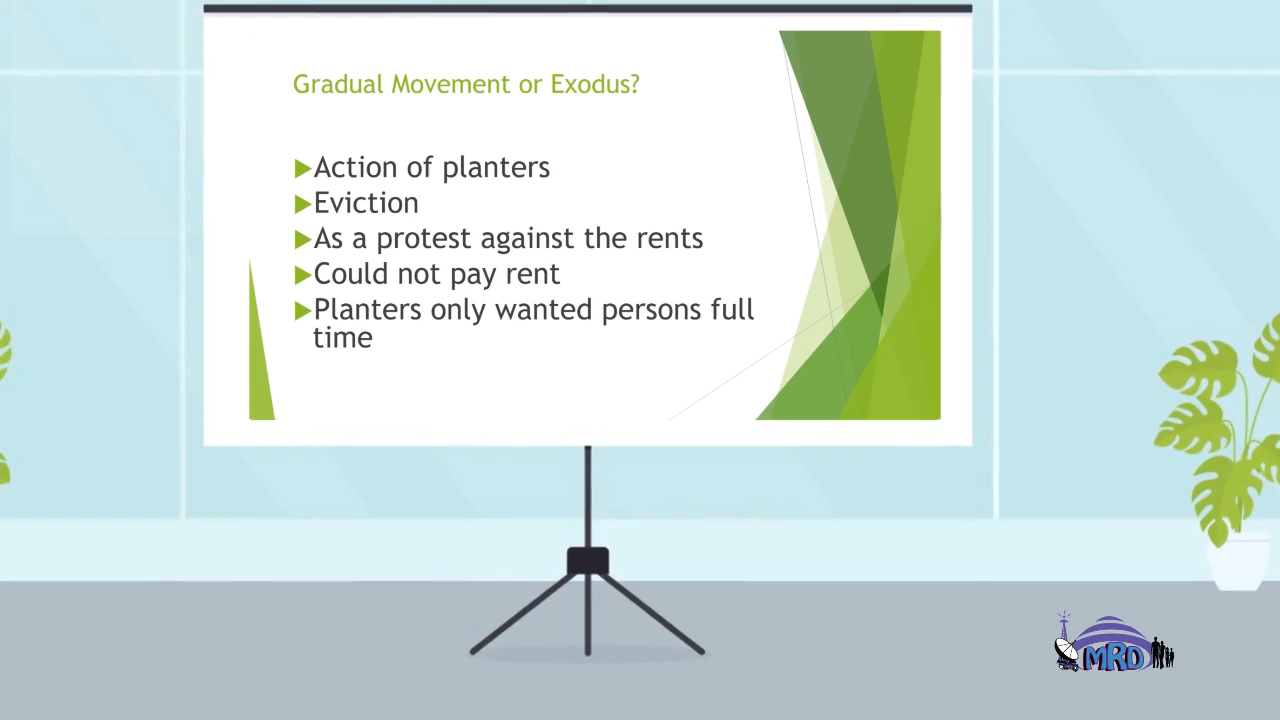 Gradual Movement or Exodus?
Action of planters
Eviction
As a protest against the rents
Could not pay rent
Planters only wanted persons full
time
MRD